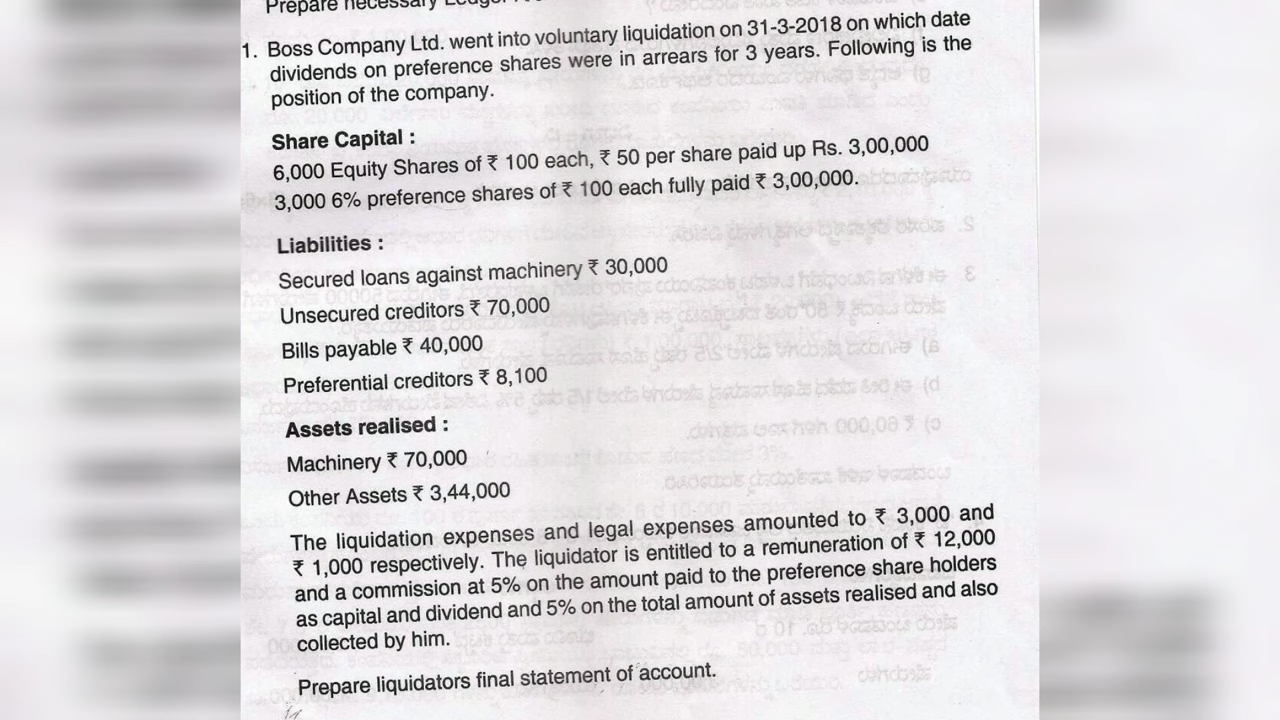 Prepare necessary
1. Boss Company Ltd. went into voluntary liquidation on 31-3-2018 on which date
dividends on preference shares were in arrears for 3 years. Following is the
position of the company.
Share Capital :
6,000 Equity Shares of ₹ 100 each, ₹ 50 per share paid up Rs. 3,00,000
3,000 6% preference shares of ₹ 100 each fully paid ₹ 3,00,000.
Liabilities :
Secured loans against machinery ₹ 30,000
Unsecured creditors ₹ 70,000
Bills payable ₹ 40,000
Preferential creditors ₹ 8,100
Assets realised :
Machinery ₹ 70,000
Other Assets ₹ 3,44,000
The liquidation expenses and legal expenses amounted to ₹ 3,000 and
₹ 1,000 respectively. The liquidator is entitled to a remuneration of ₹ 12,000
and a commission at 5% on the amount paid to the preference share holders
as capital and dividend and 5% on the total amount of assets realised and also
collected by him.
Prepare liquidators final statement of account.